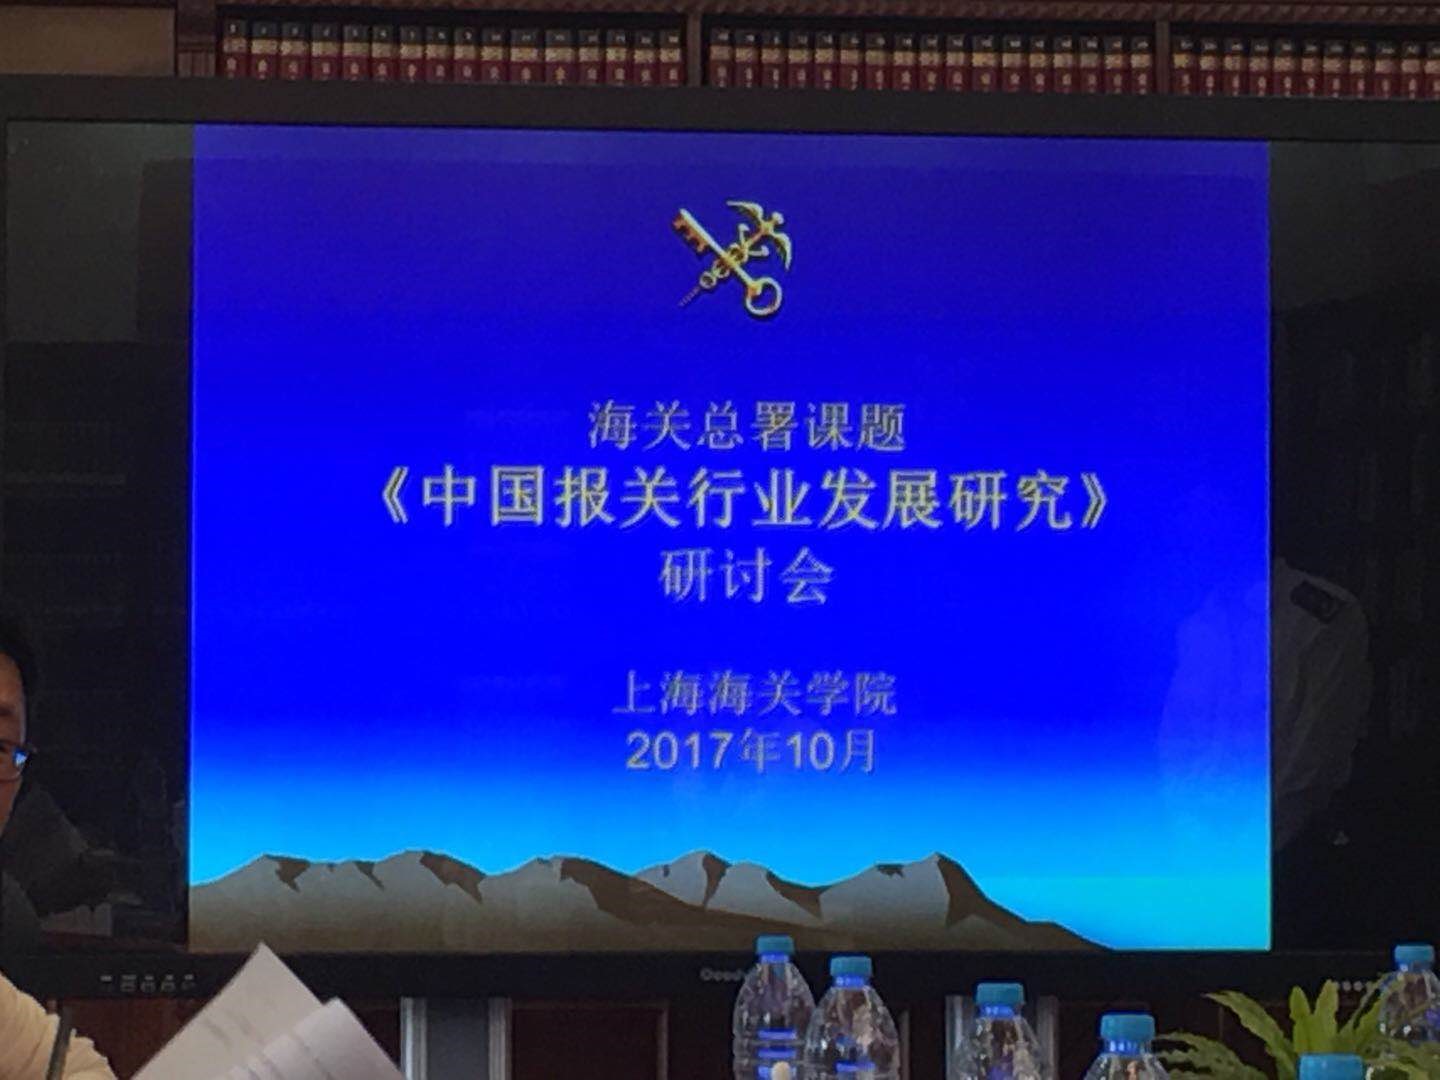 海关总署课题
《中国报关行业发展研究》
研讨会
上海海关学院
2017年10月